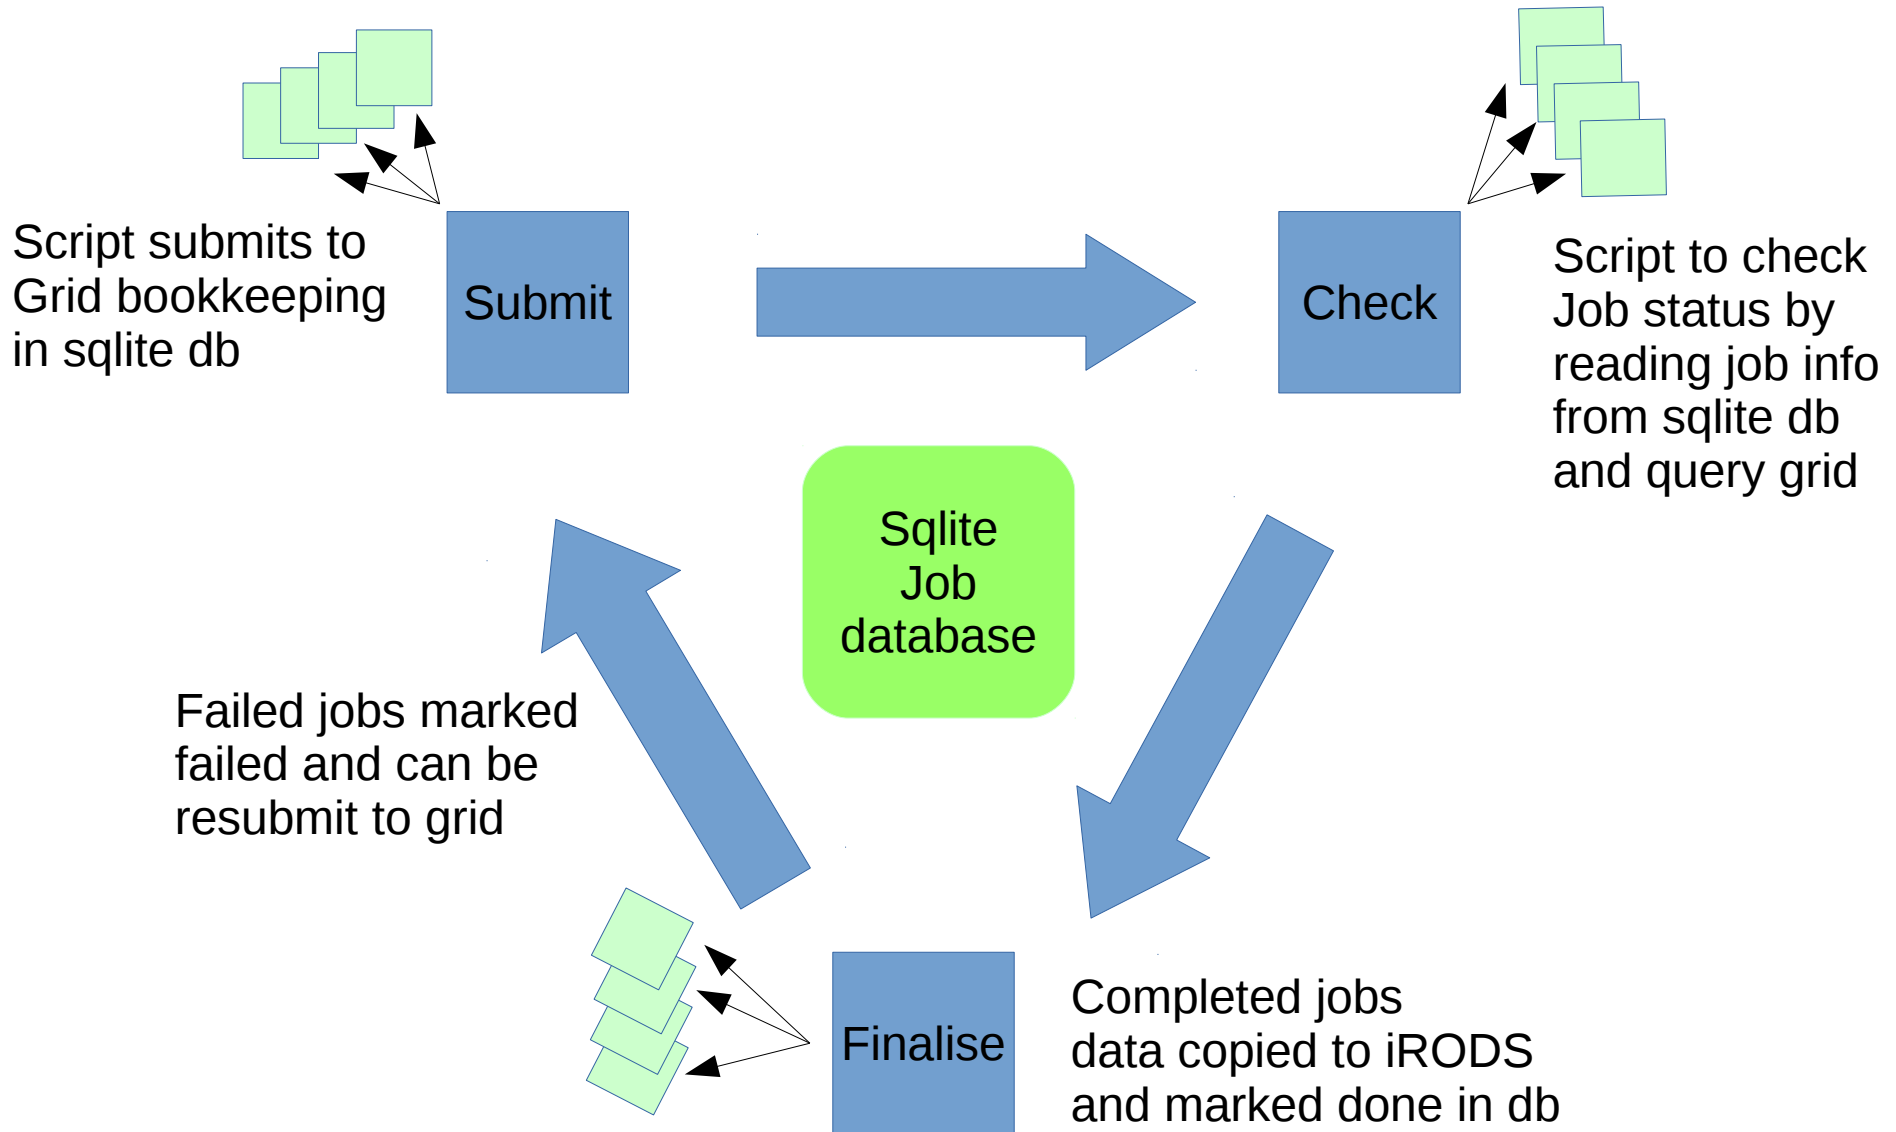 Script submits to
Grid bookkeeping
in sqlite db
Submit
Check
Script to check
Job status by
reading job info
from sqlite db
and query grid
Sqlite
Job
database
Failed jobs marked
failed and can be
resubmit to grid
Finalise
Completed jobs
data copied to iRODS
and marked done in db